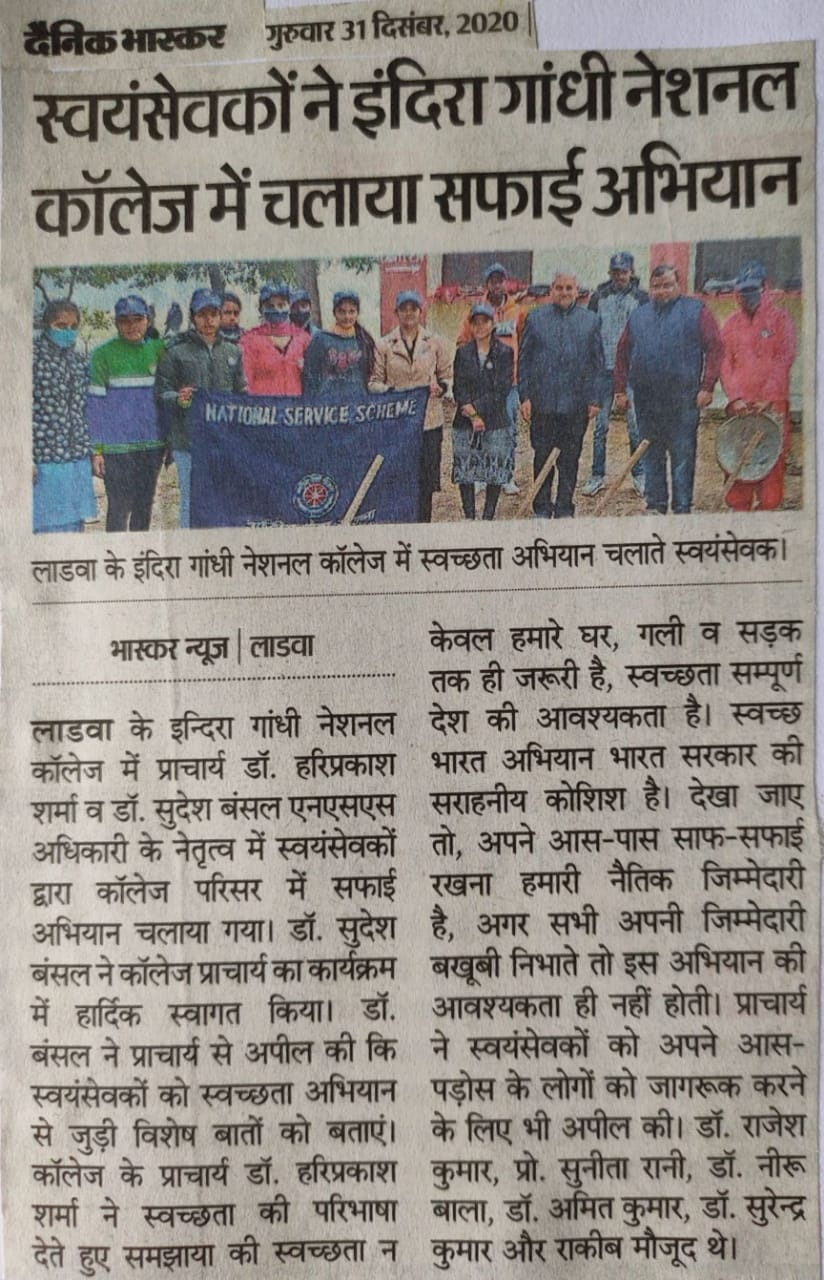 दैनिक भास्कर गुरुवार 31 दिसंबर, 2020
स्वयंसेवकों ने इंदिरा गांधी नेशनल
कॉलेज में चलाया सफाई अभियान
NATIONAL SERVICE SCHEME
लाडवा के इंदिरा गांधी नेशनल कॉलेज में स्वच्छता अभियान चलाते स्वयंसेवक।
भास्कर न्यूज | लाडवा
लाडवा के इन्दिरा गांधी नेशनल
कॉलेज में प्राचार्य डॉ. हरिप्रकाश
शर्मा व डॉ. सुदेश बंसल एनएसएस
अधिकारी के नेतृत्व में स्वयंसेवकों
द्वारा कॉलेज परिसर में सफाई
अभियान चलाया गया। डॉ. सुदेश
बंसल ने कॉलेज प्राचार्य का कार्यक्रम
में हार्दिक स्वागत किया। डॉ.
बंसल ने प्राचार्य से अपील की कि
स्वयंसेवकों को स्वच्छता अभियान
से जुड़ी विशेष बातों को बताएं।
कॉलेज के प्राचार्य डॉ. हरिप्रकाश
शर्मा ने स्वच्छता की परिभाषा
देते हुए समझाया की स्वच्छता न
केवल हमारे घर, गली व सड़क
तक ही जरूरी है, स्वच्छता सम्पूर्ण
देश की आवश्यकता है। स्वच्छ
भारत अभियान भारत सरकार की
सराहनीय कोशिश है। देखा जाए
तो, अपने आस-पास साफ-सफाई
रखना हमारी नैतिक जिम्मेदारी
है, अगर सभी अपनी जिम्मेदारी
बखूबी निभाते तो इस अभियान की
आवश्यकता ही नहीं होती। प्राचार्य
ने स्वयंसेवकों को अपने आस-
पड़ोस के लोगों को जागरूक करने
के लिए भी अपील की। डॉ. राजेश
कुमार, प्रो. सुनीता रानी, डॉ. नीरू
बाला, डॉ. अमित कुमार, डॉ. सुरेन्द्र
कुमार और राकीब मौजूद थे।